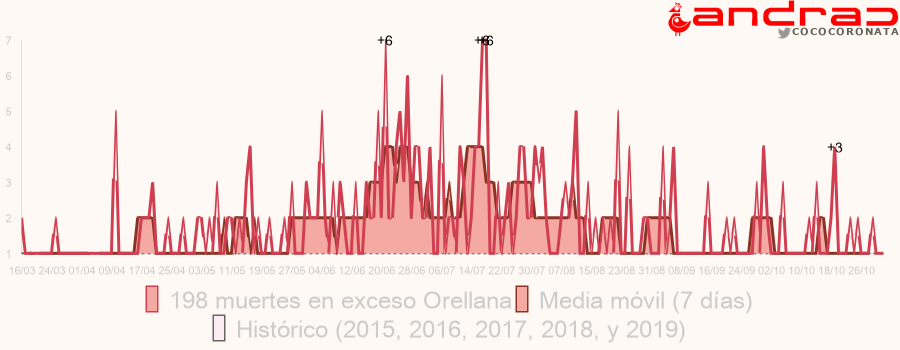 andrab
COCOCORONATA
7
+6
+6
6
5
4
+3
3
2
1
16/03 24/03 01/04 09/04 17/04 25/04 03/05 11/05 19/05 27/05 04/06 12/06 20/06 28/06 06/07 14/07 22/07 30/07 07/08 15/08 23/08 31/08 08/09 16/09 24/09 02/10 10/10 18/10 26/10
198 muertes en exceso Orellana Media móvil (7 días)
Histórico (2015, 2016, 2017, 2018, y 2019)